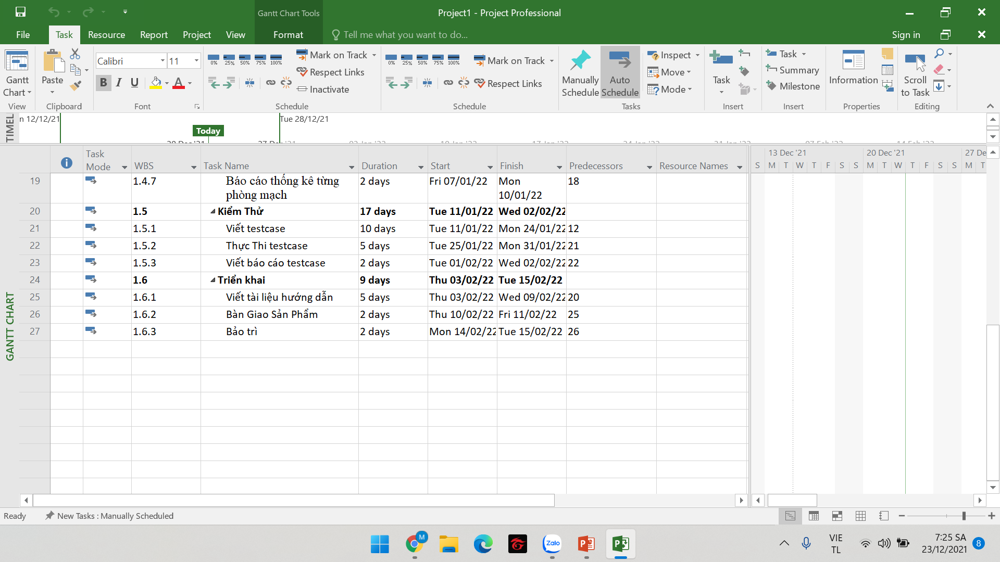 Gantt Chart Tools
Project1 - Project Professional
File Task Resource Report Project View Format Tell me what you want to do...
Sign in
Gantt Chart
View
Paste
Clipboard
Calibri 11
B I U A
Font
0% 25% 50% 75% 100%
Mark on Track
Respect Links
Inactivate
Schedule
0% 25% 50% 75% 100%
Mark on Track
Respect Links
Schedule
Manually Schedule
Auto Schedule
Inspect
Move
Mode
Tasks
Task
Insert
Task
Summary
Milestone
Insert
Information
Properties
Scroll to Task
Editing
TIMEL
n 12/12/21
Today
Tue 28/12/21
Task Mode WBS Task Name Duration Start Finish Predecessors Resource Names
13 Dec '21 20 Dec '21 27 De
S M T W T F S S M T W T F S S M T
19 1.4.7 Báo cáo thống kê từng phòng mạch 2 days Fri 07/01/22 Mon 10/01/22 18
20 1.5 Kiểm Thử 17 days Tue 11/01/22 Wed 02/02/22
21 1.5.1 Viết testcase 10 days Tue 11/01/22 Mon 24/01/22 12
22 1.5.2 Thực Thi testcase 5 days Tue 25/01/22 Mon 31/01/22 21
23 1.5.3 Viết báo cáo testcase 2 days Tue 01/02/22 Wed 02/02/22 22
24 1.6 Triển khai 9 days Thu 03/02/22 Tue 15/02/22
25 1.6.1 Viết tài liệu hướng dẫn 5 days Thu 03/02/22 Wed 09/02/22 20
26 1.6.2 Bàn Giao Sản Phẩm 2 days Thu 10/02/22 Fri 11/02/22 25
27 1.6.3 Bảo trì 2 days Mon 14/02/22 Tue 15/02/22 26
GANTT CHART
Ready New Tasks : Manually Scheduled
M
Zalo
VIE
TL
7:25 SA
23/12/2021
8